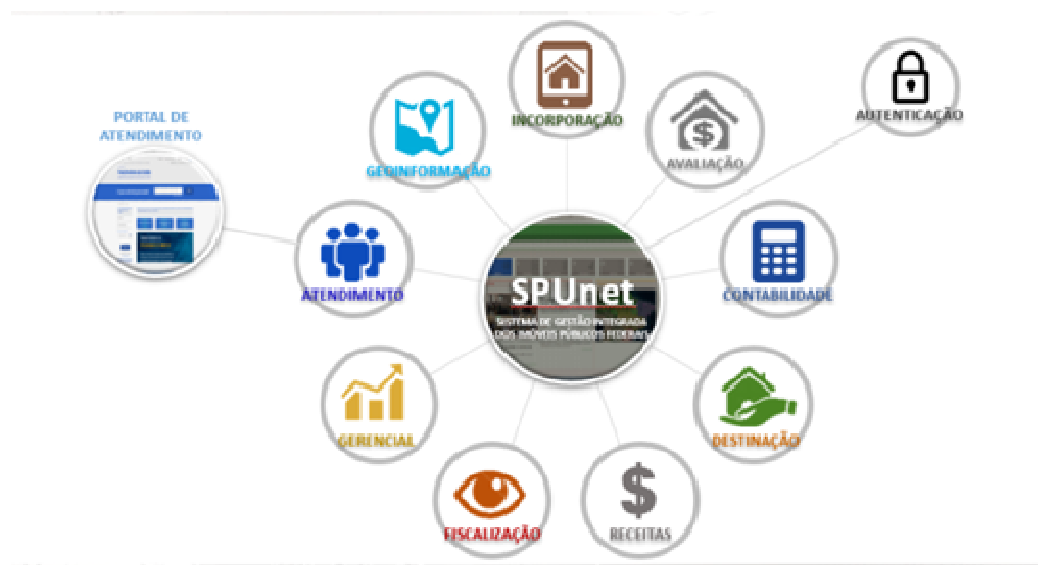 INCORPORAÇÃO
AUTENTICAÇÃO
PORTAL DE
ATENDIMENTO
GEOINFORMAÇÃO
AVALIAÇÃO
ATENDIMENTO
SPUnet
SISTEMA DE GESTÃO INTEGRADA
DOS IMÓVEIS PÚBLICOS FEDERAIS
CONTABILIDADE
GERENCIAL
DESTINAÇÃO
FISCALIZAÇÃO
RECEITAS